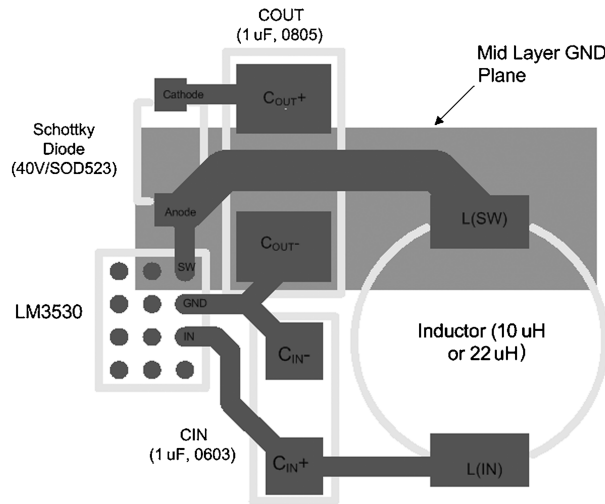 COUT
(1 uF, 0805)
Mid Layer GND
Plane
Cathode
COUT+
Schottky
Diode
(40V/SOD523)
Anode
L(SW)
COUT-
SW
LM3530
GND
IN
Inductor (10 uH
or 22 uH)
CIN-
CIN
(1 uF, 0603)
CIN+
L(IN)